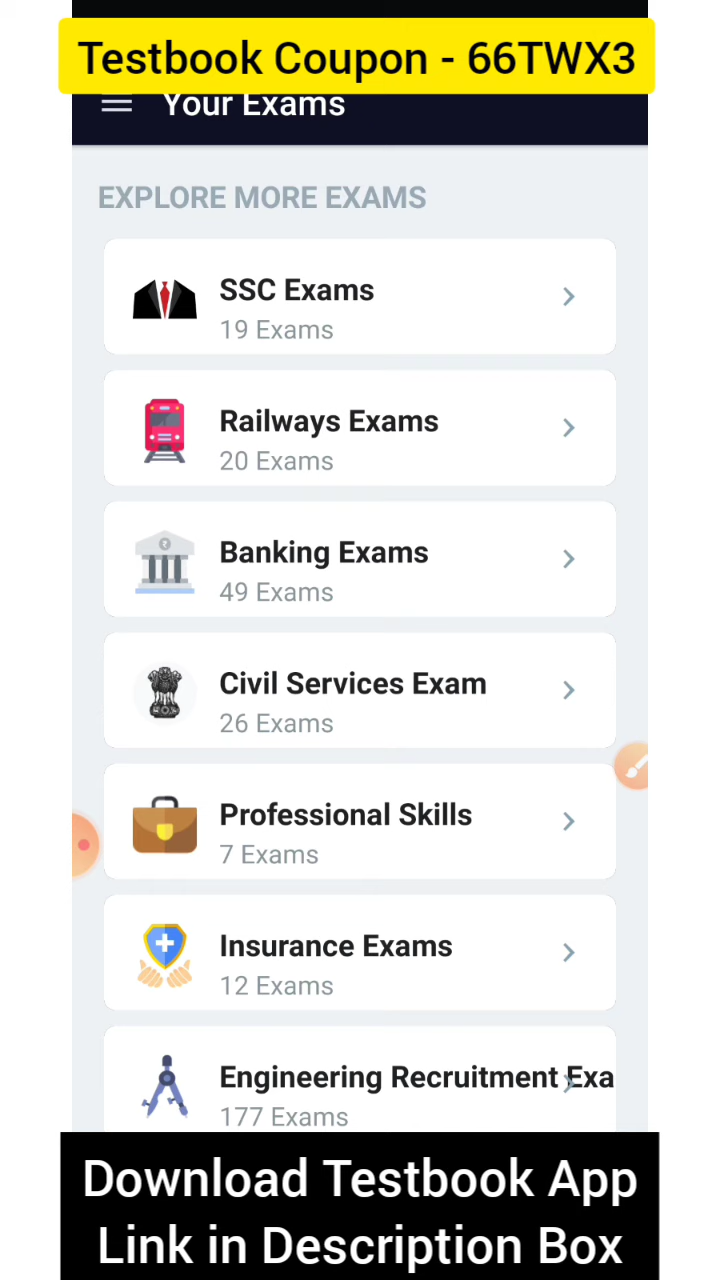 Testbook Coupon - 66TWX3
Your Exams
EXPLORE MORE EXAMS
SSC Exams
19 Exams
Railways Exams
20 Exams
Banking Exams
49 Exams
Civil Services Exam
26 Exams
Professional Skills
7 Exams
Insurance Exams
12 Exams
Engineering Recruitment Exa
177 Exams
Download Testbook App
Link in Description Box